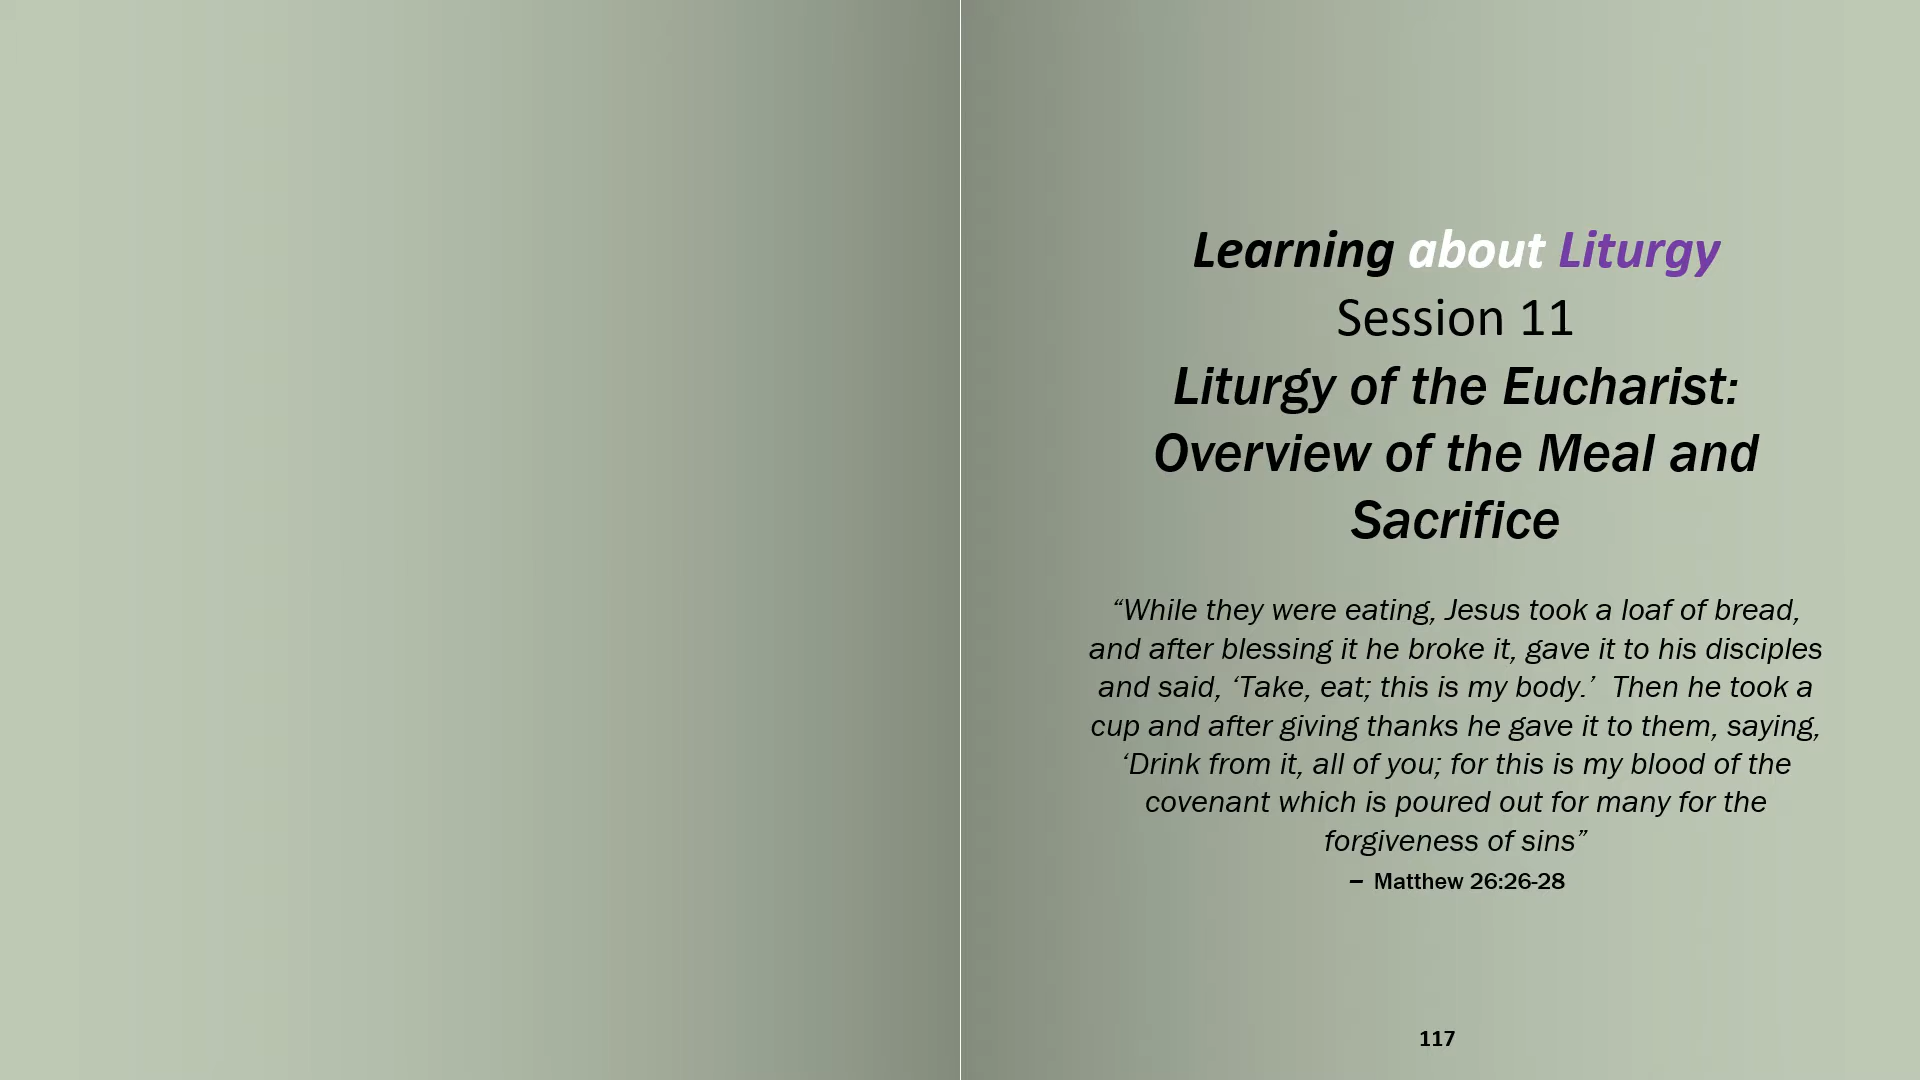 Learning about Liturgy
Session 11
Liturgy of the Eucharist:
Overview of the Meal and
Sacrifice
“While they were eating, Jesus took a loaf of bread,
and after blessing it he broke it, gave it to his disciples
and said, ‘Take, eat; this is my body.’  Then he took a
cup and after giving thanks he gave it to them, saying,
‘Drink from it, all of you; for this is my blood of the
covenant which is poured out for many for the
forgiveness of sins”
– Matthew 26:26-28
117